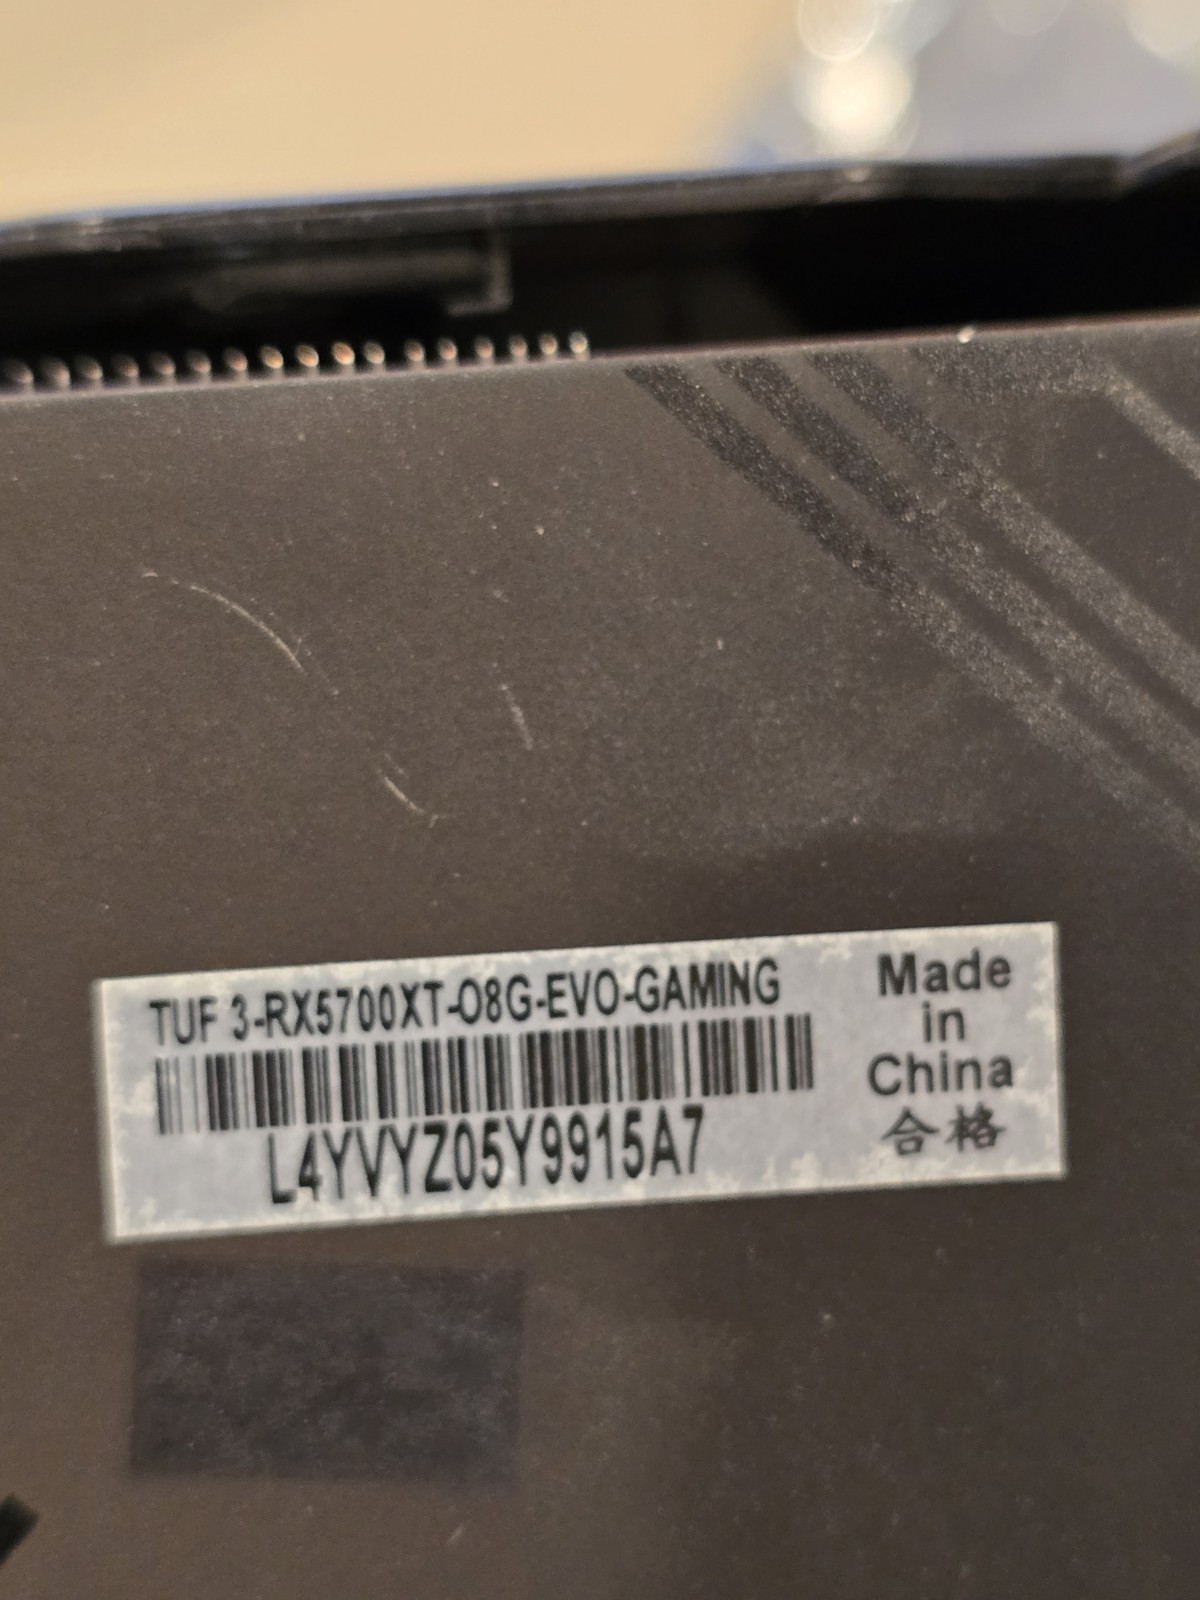 TUF 3-RX5700XT-O8G-EVO-GAMING
L4YVYZ05Y9915A7
Made
in
China
合格